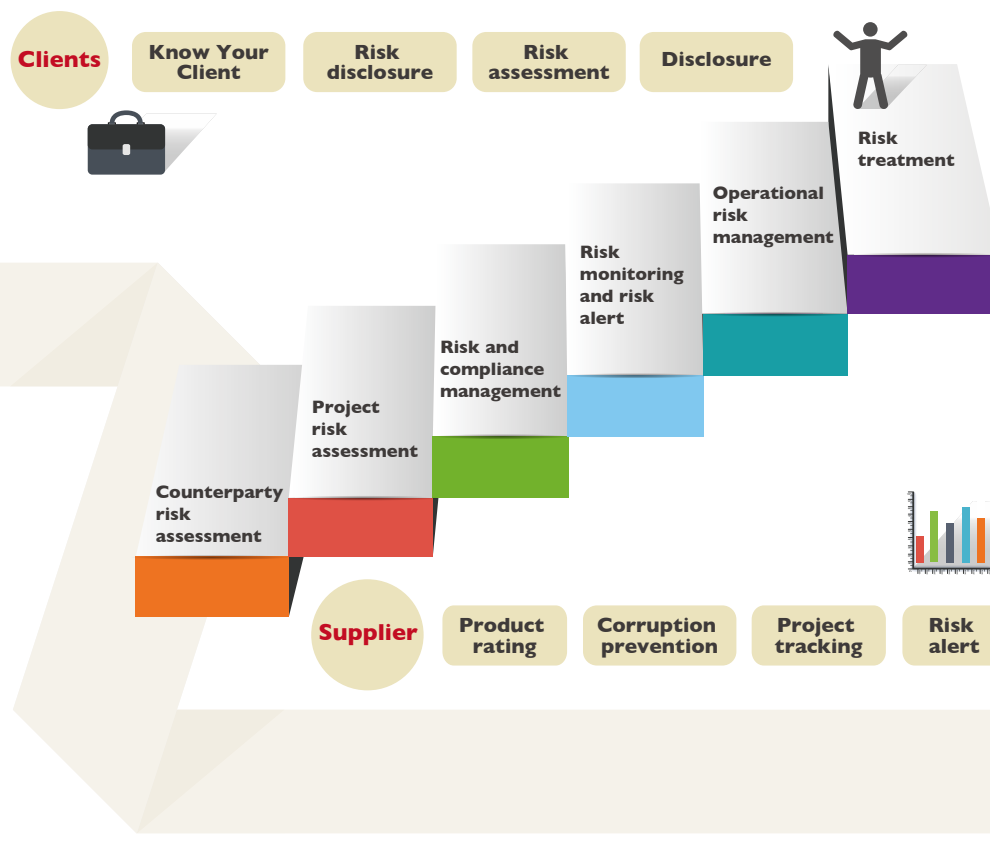 Clients
Know Your
Client
Risk
disclosure
Risk
assessment
Disclosure
Risk
treatment
Operational
risk
management
Risk
monitoring
and risk
alert
Risk and
compliance
management
Project
risk
assessment
Counterparty
risk
assessment
Supplier
Product
rating
Corruption
prevention
Project
tracking
Risk
alert